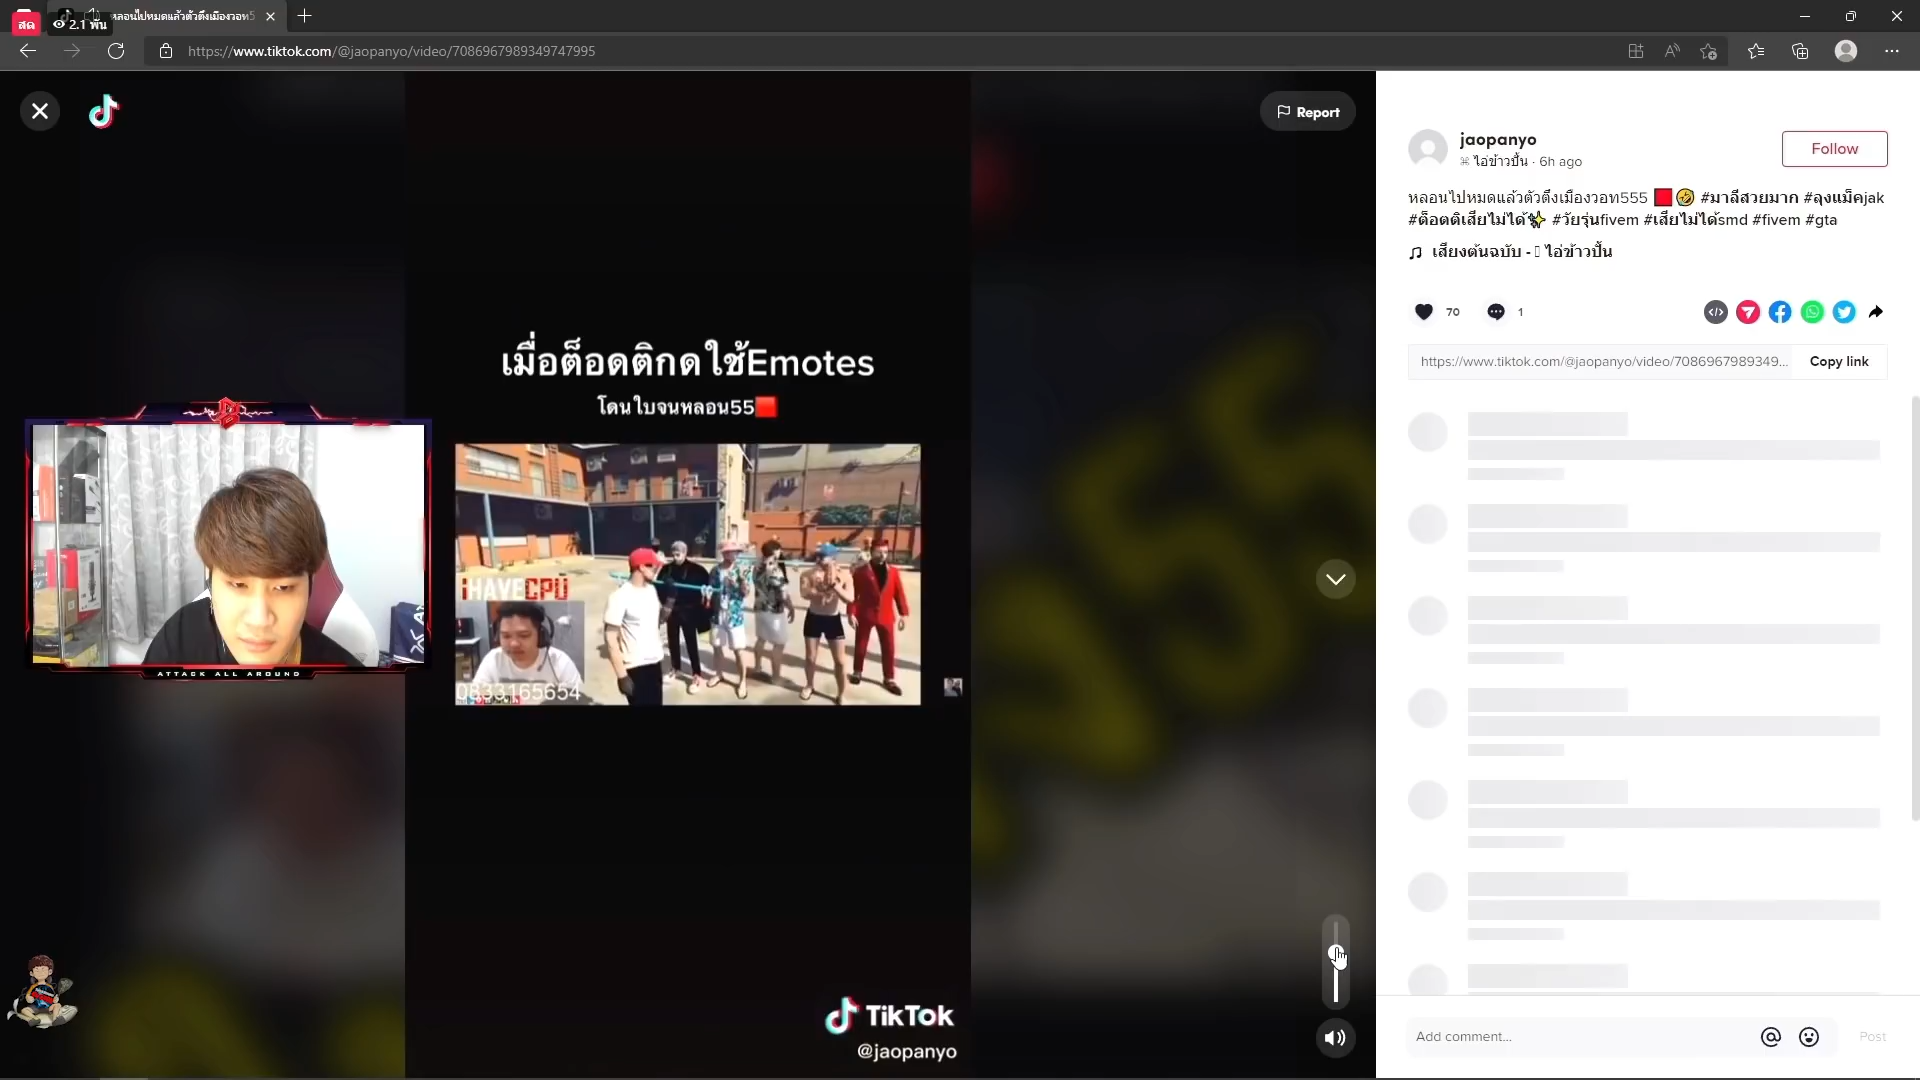 สด
2.1 พัน
หลอนไปหมดแล้วตัวตึงเมืองวอท5
https://www.tiktok.com/@jaopanyo/video/7086967989349747995
Report
jaopanyo
ไอ่ข้าวปั้น · 6h ago
Follow
หลอนไปหมดแล้วตัวตึงเมืองวอท555 🟥🤣 #มาลีสวยมาก #ลุงแม็คjak
#ต็อตติเสียไม่ได้✨ #วัยรุ่นfivem #เสียไม่ได้smd #fivem #gta
เสียงต้นฉบับ - ไอ่ข้าวปั้น
70
1
https://www.tiktok.com/@jaopanyo/video/7086967989349...
Copy link
เมื่อต็อดติกดใช้Emotes
โดนใบจนหลอน55🟥
iHAVECPU
0833165654
ATTACK ALL AROUND
TikTok
@jaopanyo
Add comment...
Post